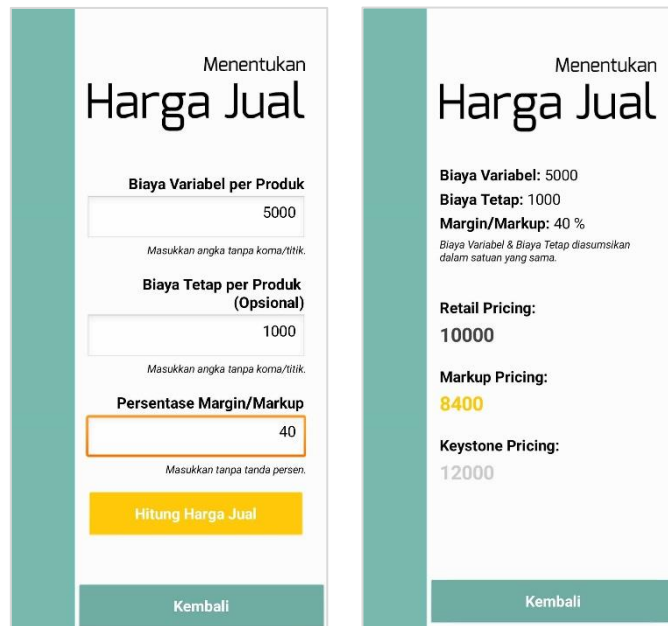 Menentukan
Harga Jual
Biaya Variabel per Produk
5000
Masukkan angka tanpa koma/titik.
Biaya Tetap per Produk
(Opsional)
1000
Masukkan angka tanpa koma/titik.
Persentase Margin/Markup
40
Masukkan tanpa tanda persen.
Hitung Harga Jual
Kembali
Menentukan
Harga Jual
Biaya Variabel: 5000
Biaya Tetap: 1000
Margin/Markup: 40 %
Biaya Variabel & Biaya Tetap diasumsikan
dalam satuan yang sama.
Retail Pricing:
10000
Markup Pricing:
8400
Keystone Pricing:
12000
Kembali